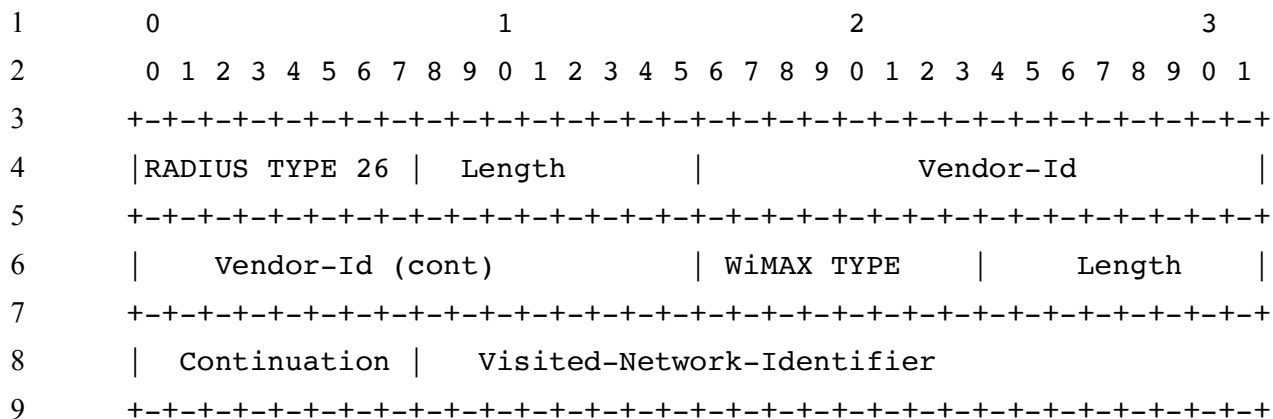 1 0                   1                   2                   3
2 0 1 2 3 4 5 6 7 8 9 0 1 2 3 4 5 6 7 8 9 0 1 2 3 4 5 6 7 8 9 0 1
3 +-+-+-+-+-+-+-+-+-+-+-+-+-+-+-+-+-+-+-+-+-+-+-+-+-+-+-+-+-+-+-+-+
4 |RADIUS TYPE 26 |  Length       |            Vendor-Id          |
5 +-+-+-+-+-+-+-+-+-+-+-+-+-+-+-+-+-+-+-+-+-+-+-+-+-+-+-+-+-+-+-+-+
6 |    Vendor-Id (cont)           | WiMAX TYPE    |     Length    |
7 +-+-+-+-+-+-+-+-+-+-+-+-+-+-+-+-+-+-+-+-+-+-+-+-+-+-+-+-+-+-+-+-+
8 |  Continuation |   Visited-Network-Identifier
9 +-+-+-+-+-+-+-+-+-+-+-+-+-+-+-+-+-+-+-+-+-+-+-+-+-+-+-+-+-+-+-+-+